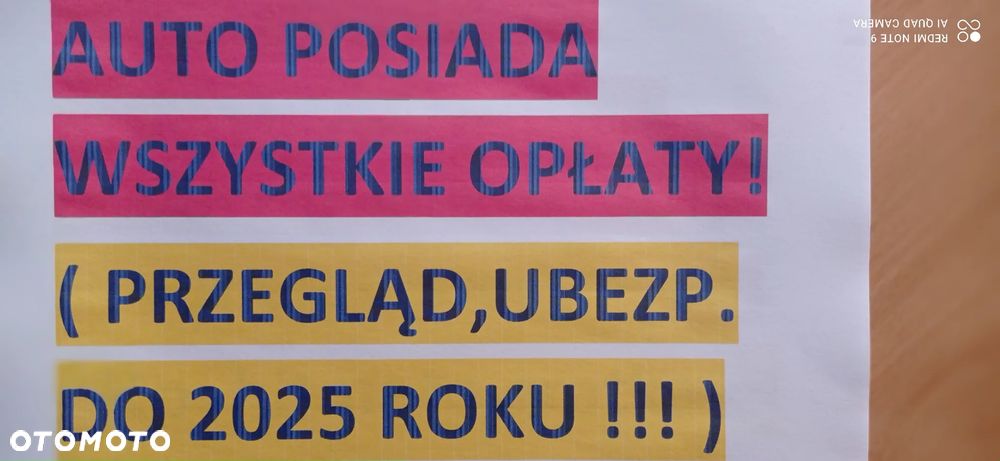 AUTO POSIADA
WSZYSTKIE OPŁATY!
( PRZEGLĄD,UBEZP.
DO 2025 ROKU !!! )
OTOMOTO
REDMI NOTE 9
AI QUAD CAMERA